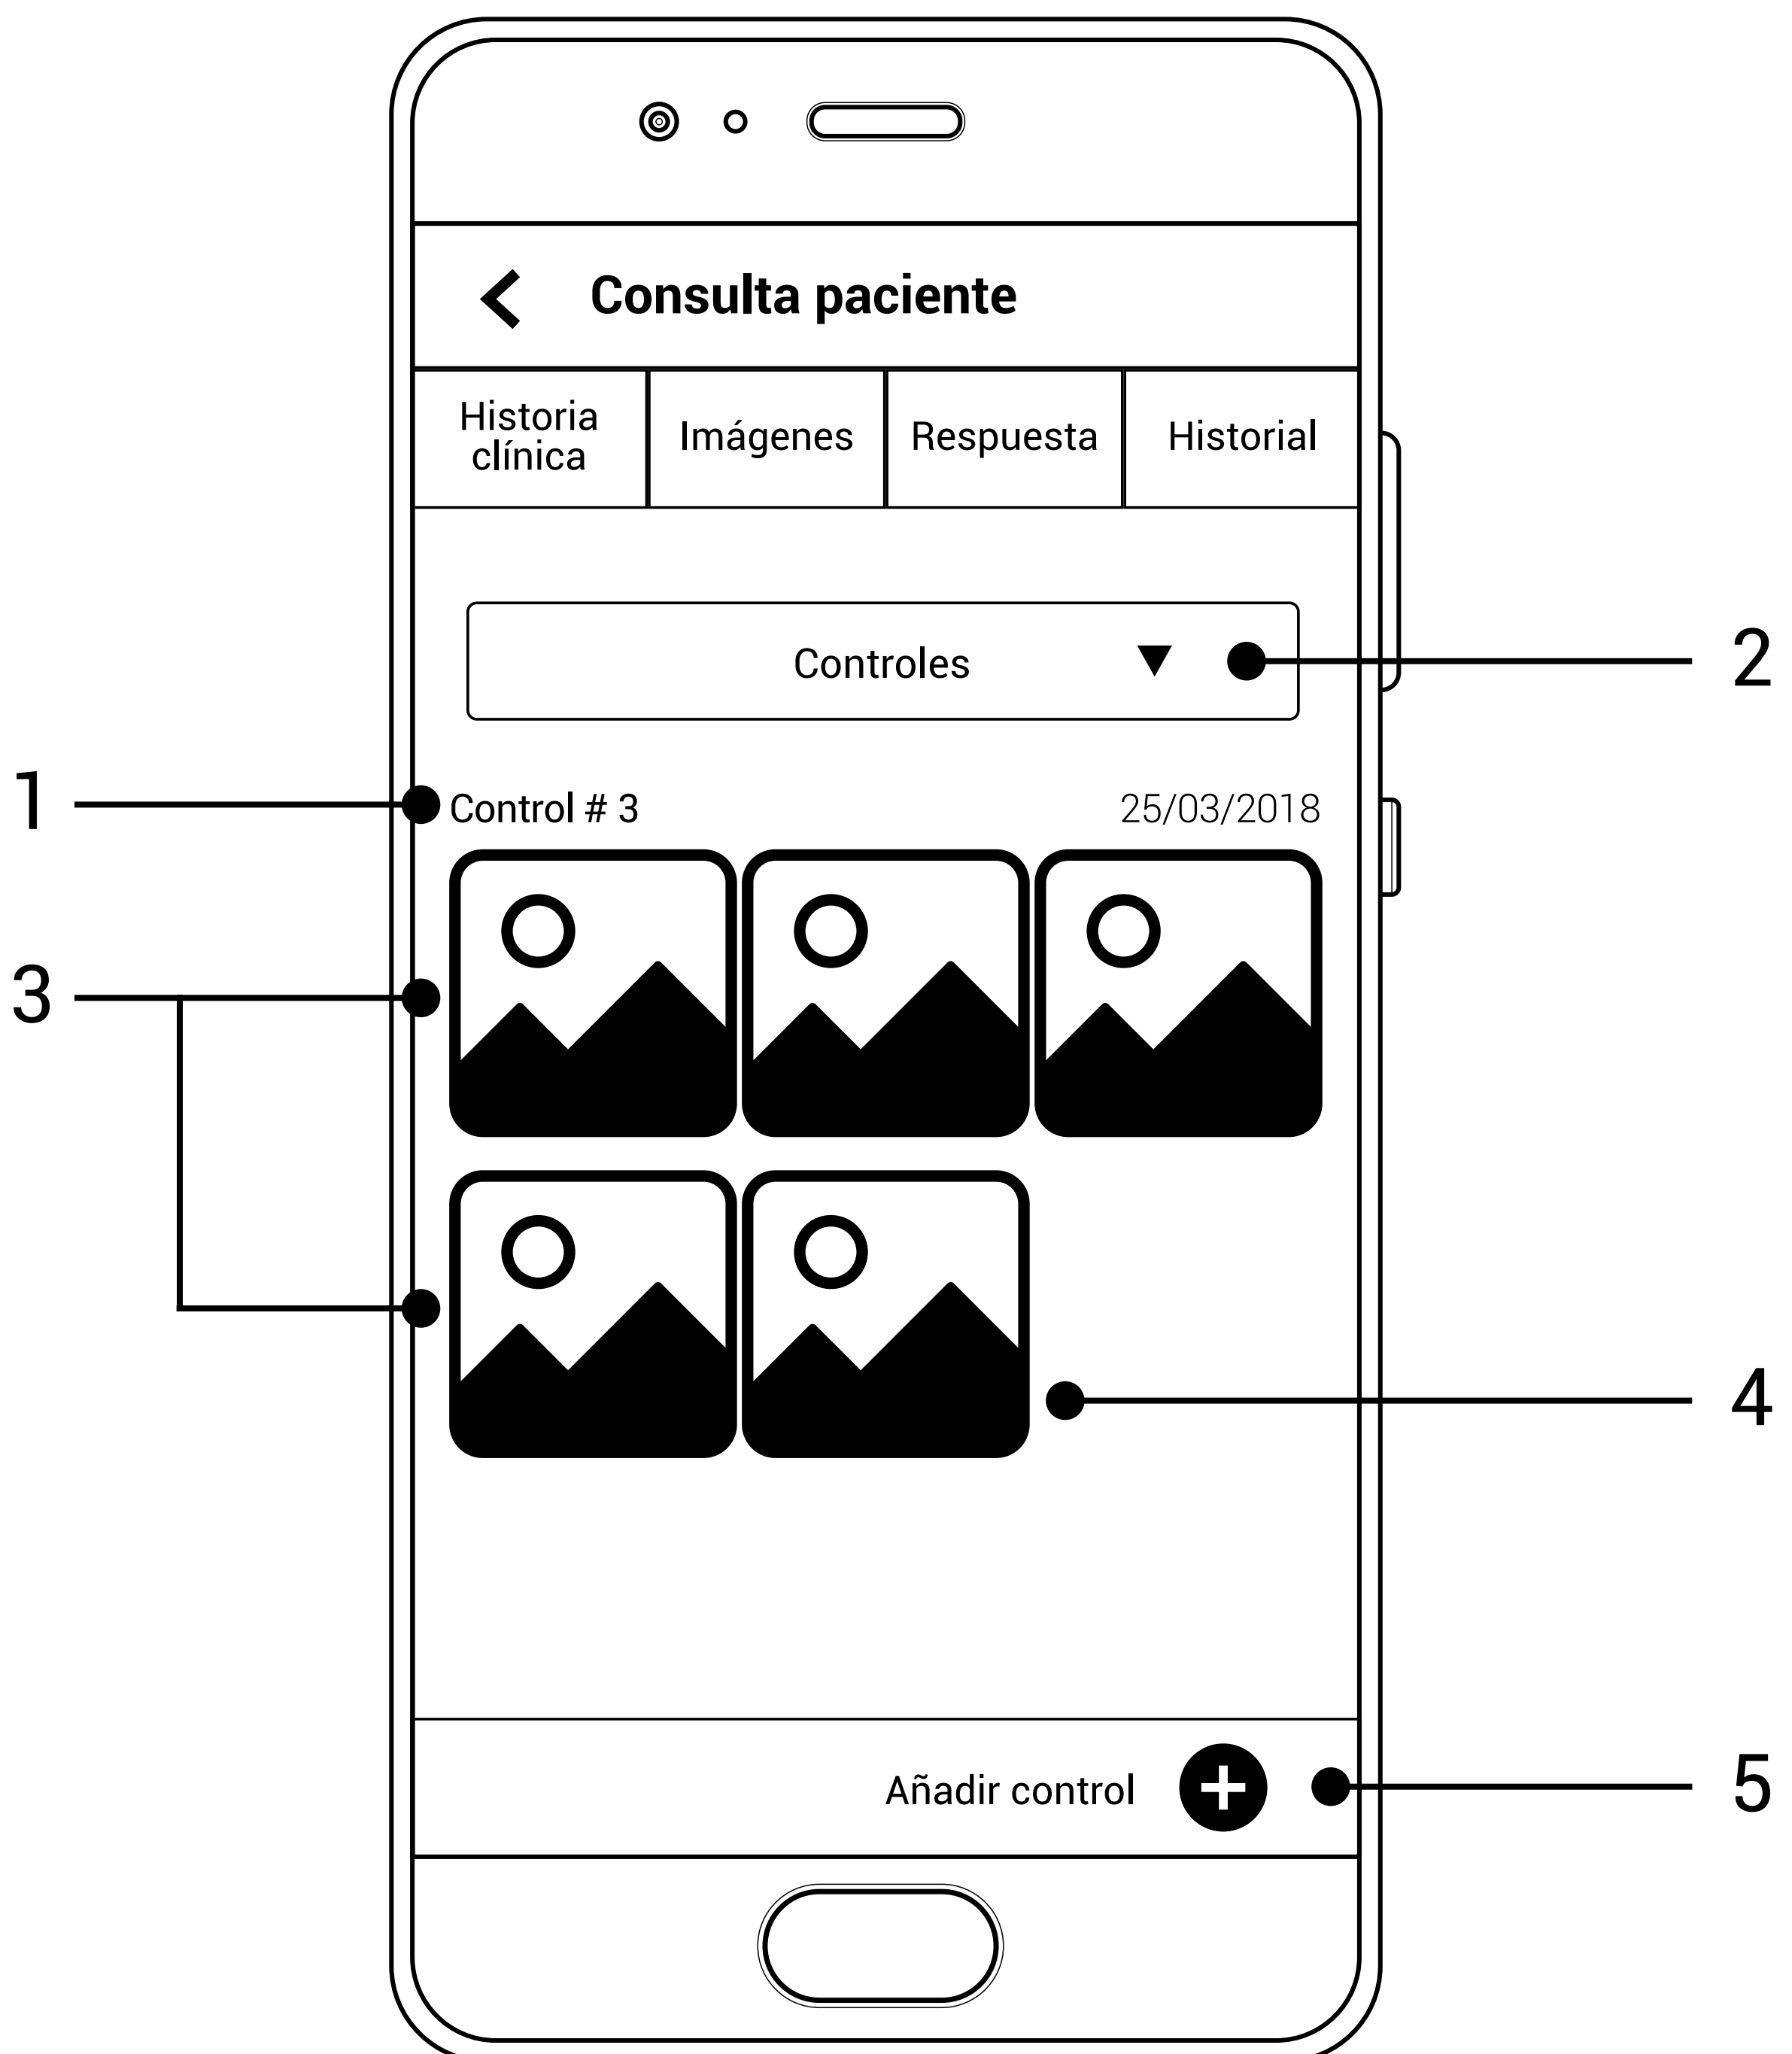 Consulta paciente
Historia
clínica
Imágenes
Respuesta
Historial
Controles
2
1
Control # 3
25/03/2018
3
4
Añadir control
5